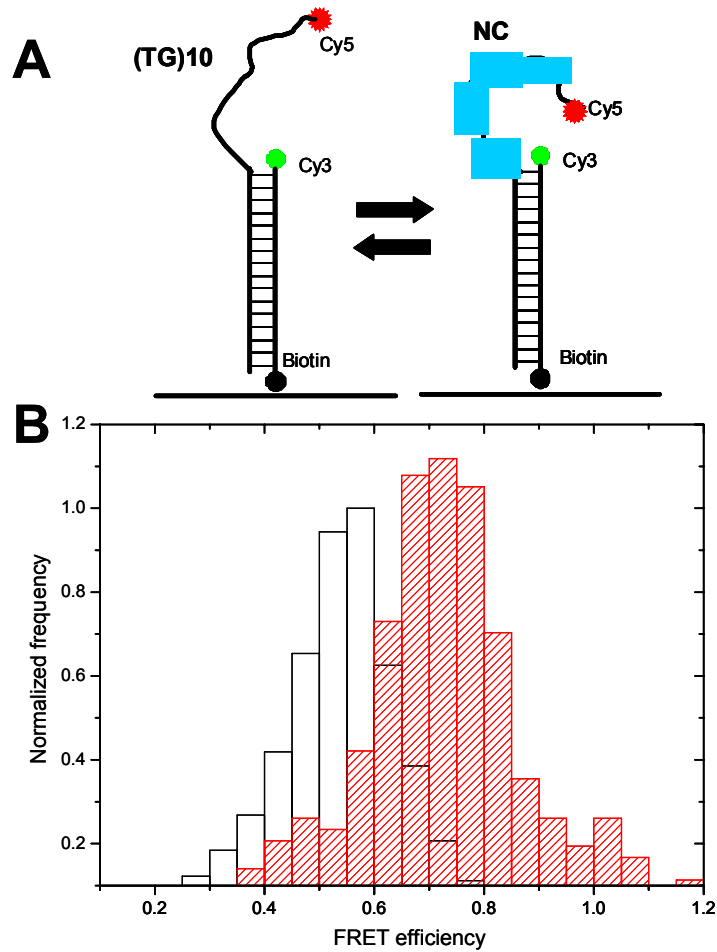 A
(TG)10
Cy5
NC
Cy5
Cy3
Cy3
Biotin
Biotin
B
1.2
1.0
0.8
0.6
0.4
0.2
Normalized frequency
0.2 0.4 0.6 0.8 1.0 1.2
FRET efficiency